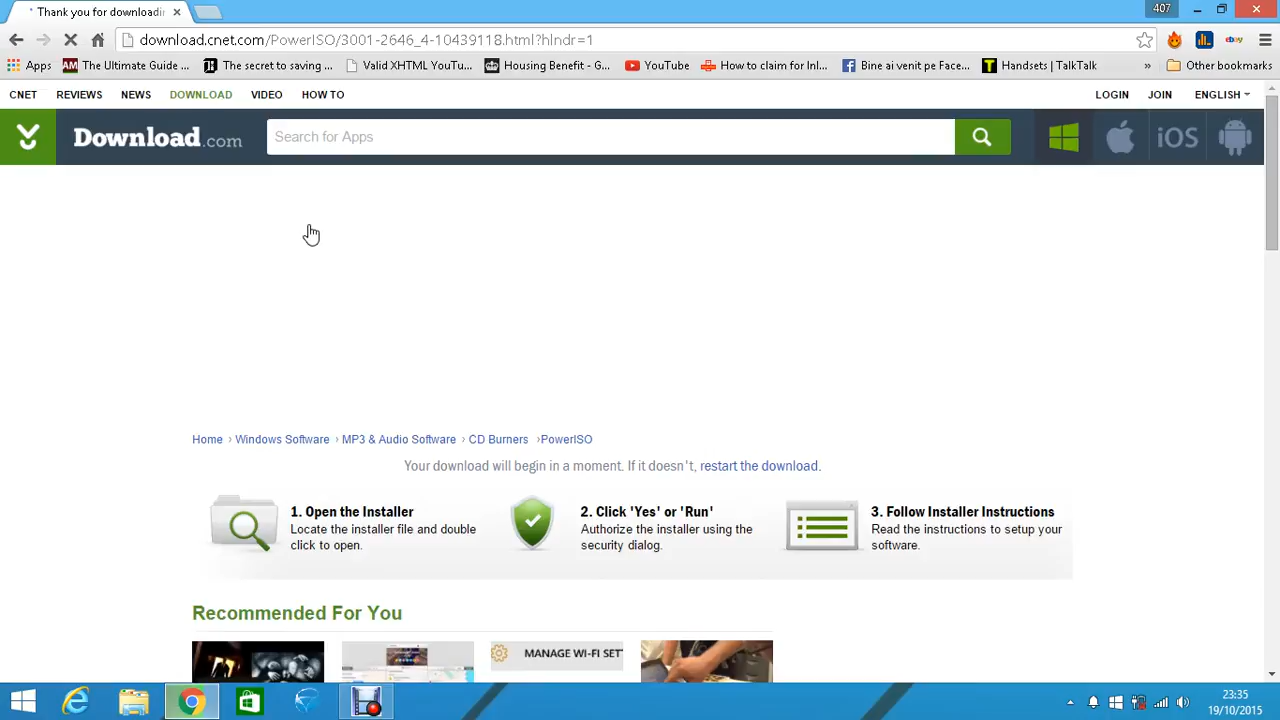 Thank you for downloadin
407
download.cnet.com/PowerISO/3001-2646_4-10439118.html?hlndr=1
ebay
Apps
AM The Ultimate Guide ...
The secret to saving ...
Valid XHTML YouTu...
Housing Benefit - G...
YouTube
How to claim for Inl...
Bine ai venit pe Face...
T Handsets | TalkTalk
»
Other bookmarks
CNET REVIEWS NEWS DOWNLOAD VIDEO HOW TO
LOGIN JOIN ENGLISH
Download.com
Search for Apps
iOS
Home › Windows Software › MP3 & Audio Software › CD Burners ›PowerISO
Your download will begin in a moment. If it doesn't, restart the download.
1. Open the Installer
Locate the installer file and double
click to open.
2. Click 'Yes' or 'Run'
Authorize the installer using the
security dialog.
3. Follow Installer Instructions
Read the instructions to setup your
software.
Recommended For You
MANAGE WI-FI SET
23:35
19/10/2015